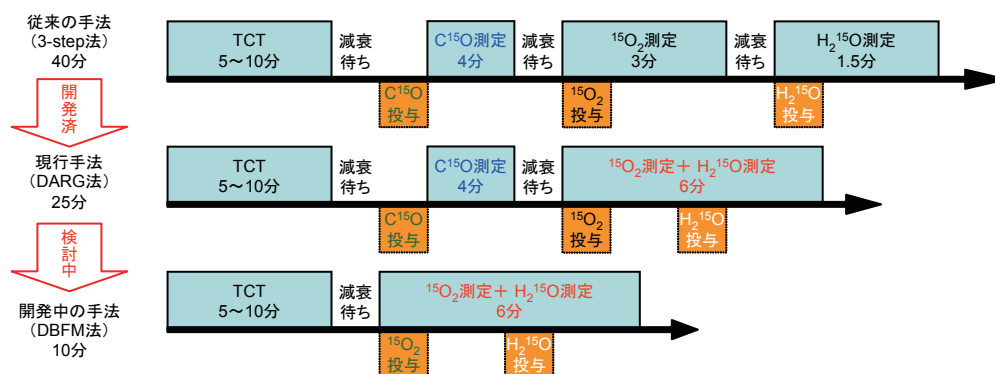 従来の手法
(3-step法)
40分
TCT
5~10分
減衰
待ち
C¹⁵O測定
4分
減衰
待ち
¹⁵O₂測定
3分
減衰
待ち
H₂¹⁵O測定
1.5分
C¹⁵O
投与
¹⁵O₂
投与
H₂¹⁵O
投与
開発済
現行手法
(DARG法)
25分
TCT
5~10分
減衰
待ち
C¹⁵O測定
4分
減衰
待ち
¹⁵O₂測定+ H₂¹⁵O測定
6分
C¹⁵O
投与
¹⁵O₂
投与
H₂¹⁵O
投与
検討中
開発中の手法
(DBFM法)
10分
TCT
5~10分
減衰
待ち
¹⁵O₂測定+ H₂¹⁵O測定
6分
¹⁵O₂
投与
H₂¹⁵O
投与